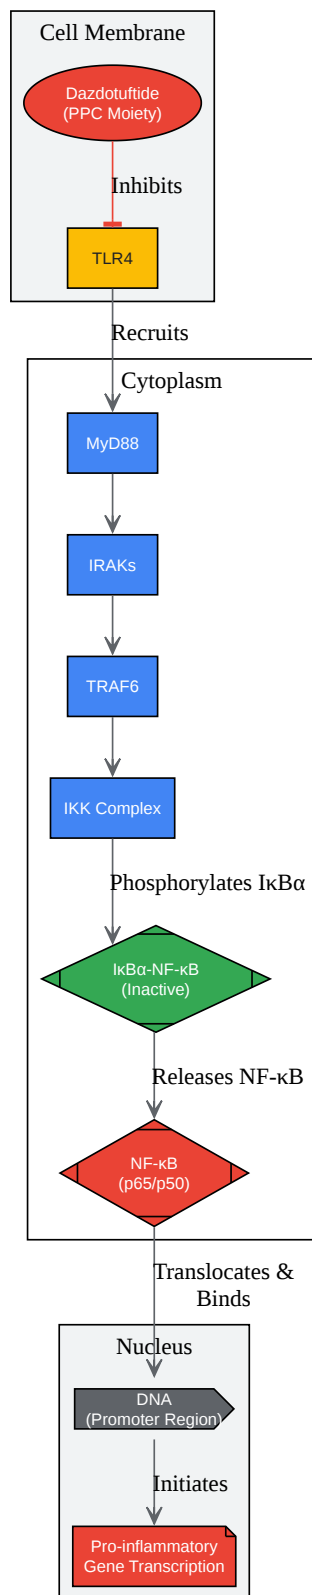 Cell Membrane
Dazdotuftide
(PPC Moiety)
Inhibits
TLR4
Recruits
Cytoplasm
MyD88
IRAKs
TRAF6
IKK Complex
Phosphorylates IκBα
IκBα-NF-κB
(Inactive)
Releases NF-κB
NF-κB
(p65/p50)
Translocates &
Binds
Nucleus
DNA
(Promoter Region)
Initiates
Pro-inflammatory
Gene Transcription